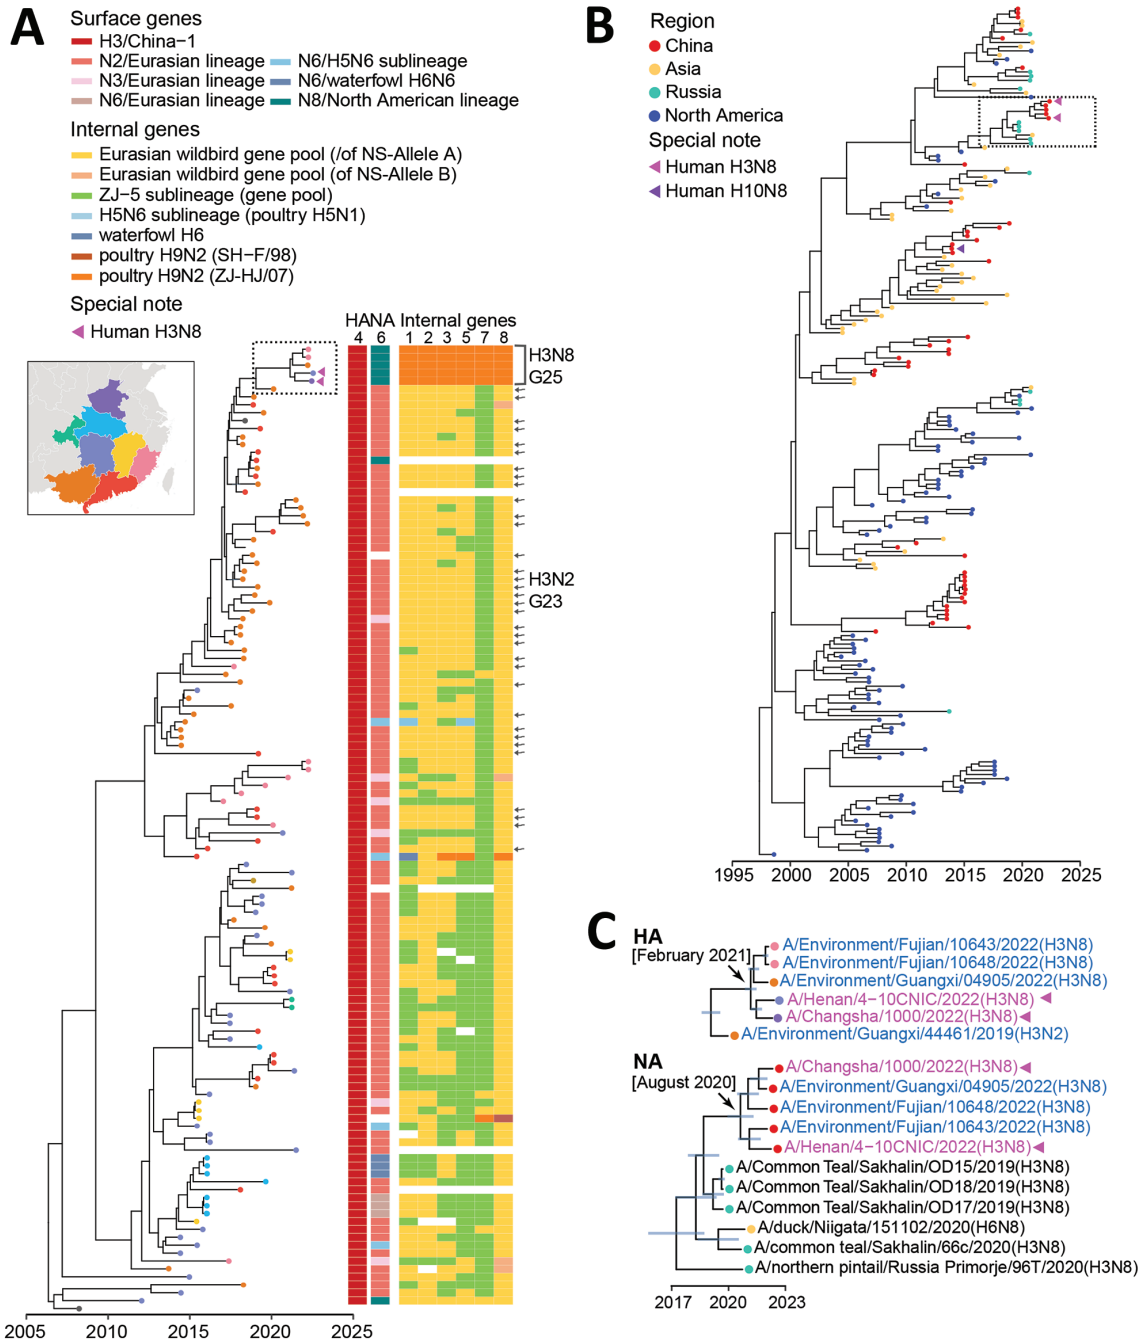 A
Surface genes
H3/China−1
N2/Eurasian lineage
N6/H5N6 sublineage
N3/Eurasian lineage
N6/waterfowl H6N6
N6/Eurasian lineage
N8/North American lineage
Internal genes
Eurasian wildbird gene pool (/of NS-Allele A)
Eurasian wildbird gene pool (of NS-Allele B)
ZJ−5 sublineage (gene pool)
H5N6 sublineage (poultry H5N1)
waterfowl H6
poultry H9N2 (SH−F/98)
poultry H9N2 (ZJ-HJ/07)
Special note
Human H3N8
HANA Internal genes
4 6 1 2 3 5 7 8
H3N8
G25
H3N2
G23
2005 2010 2015 2020 2025
B
Region
China
Asia
Russia
North America
Special note
Human H3N8
Human H10N8
1995 2000 2005 2010 2015 2020 2025
C
HA
[February 2021]
A/Environment/Fujian/10643/2022(H3N8)
A/Environment/Fujian/10648/2022(H3N8)
A/Environment/Guangxi/04905/2022(H3N8)
A/Henan/4−10CNIC/2022(H3N8)
A/Changsha/1000/2022(H3N8)
A/Environment/Guangxi/44461/2019(H3N2)
NA
[August 2020]
A/Changsha/1000/2022(H3N8)
A/Environment/Guangxi/04905/2022(H3N8)
A/Environment/Fujian/10648/2022(H3N8)
A/Environment/Fujian/10643/2022(H3N8)
A/Henan/4−10CNIC/2022(H3N8)
A/Common Teal/Sakhalin/OD15/2019(H3N8)
A/Common Teal/Sakhalin/OD18/2019(H3N8)
A/Common Teal/Sakhalin/OD17/2019(H3N8)
A/duck/Niigata/151102/2020(H6N8)
A/common teal/Sakhalin/66c/2020(H3N8)
A/northern pintail/Russia Primorje/96T/2020(H3N8)
2017 2020 2023